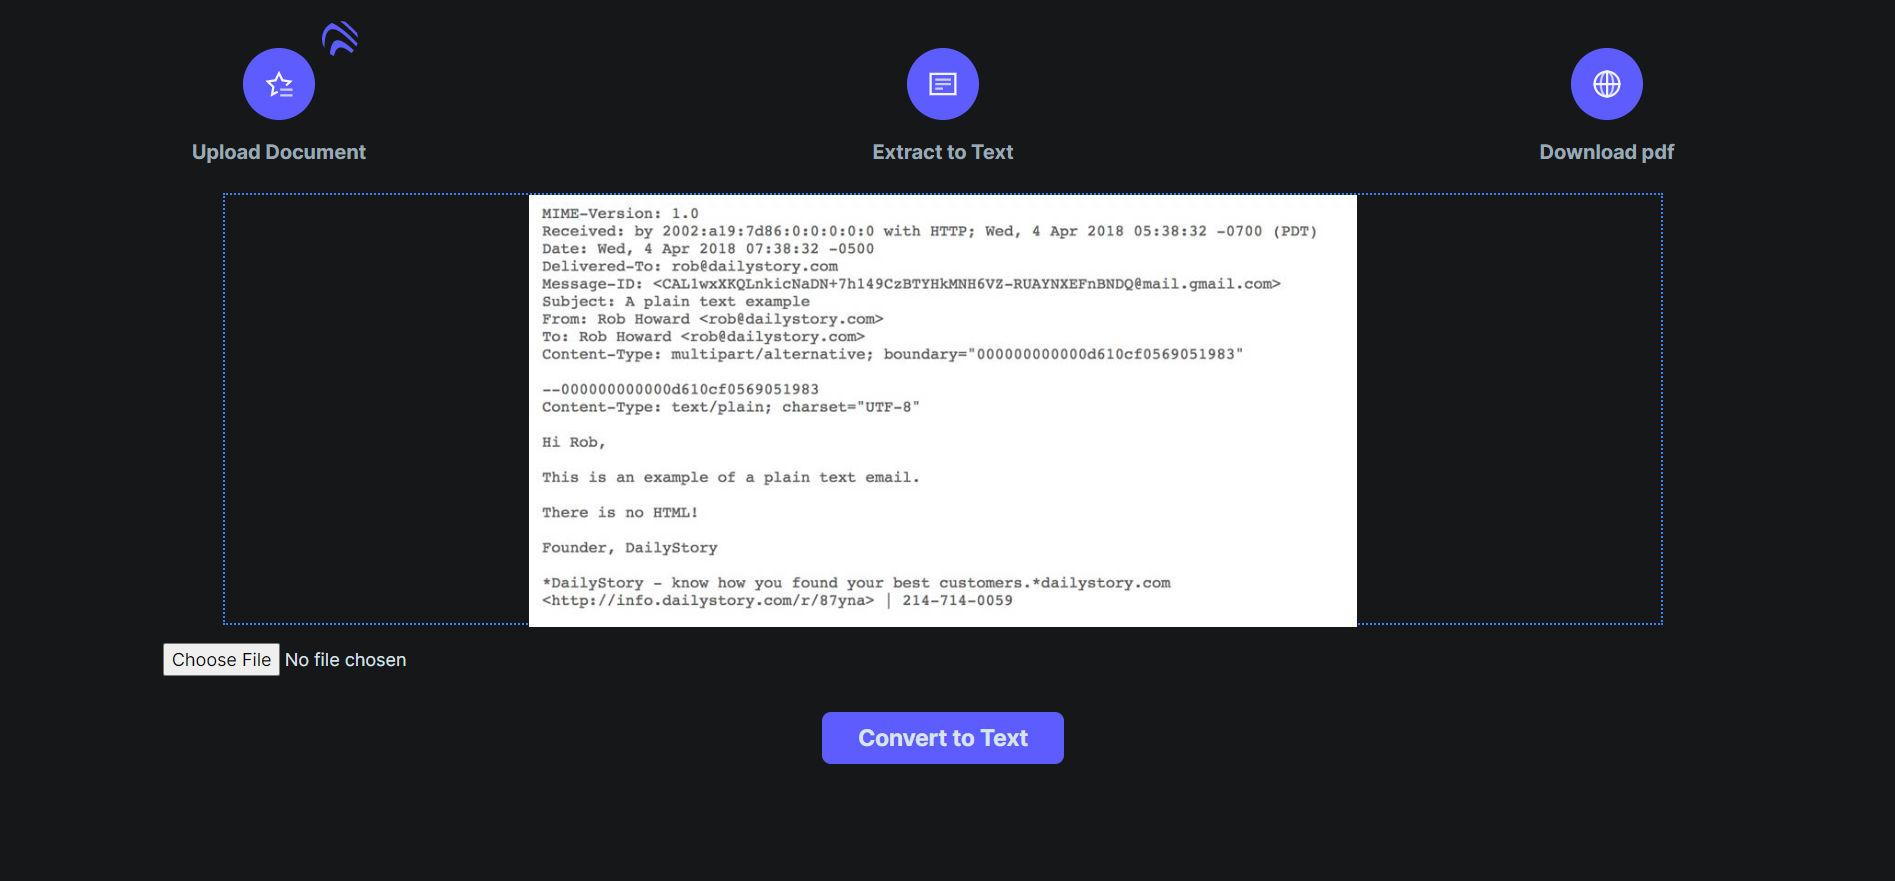 Upload Document
Extract to Text
Download pdf
MIME-Version: 1.0
Received: by 2002:a19:7d86:0:0:0:0:0 with HTTP; Wed, 4 Apr 2018 05:38:32 -0700 (PDT)
Date: Wed, 4 Apr 2018 07:38:32 -0500
Delivered-To: rob@dailystory.com
Message-ID: <CAL1wxXKQLnkicNaDN+7h149CzBTYHkMNH6VZ-RUAYNXEFnBNDQ@mail.gmail.com>
Subject: A plain text example
From: Rob Howard <rob@dailystory.com>
To: Rob Howard <rob@dailystory.com>
Content-Type: multipart/alternative; boundary="000000000000d610cf0569051983"
--000000000000d610cf0569051983
Content-Type: text/plain; charset="UTF-8"
Hi Rob,
This is an example of a plain text email.
There is no HTML!
Founder, DailyStory
*DailyStory - know how you found your best customers.*dailystory.com
<http://info.dailystory.com/r/87yna> | 214-714-0059
Choose File No file chosen
Convert to Text